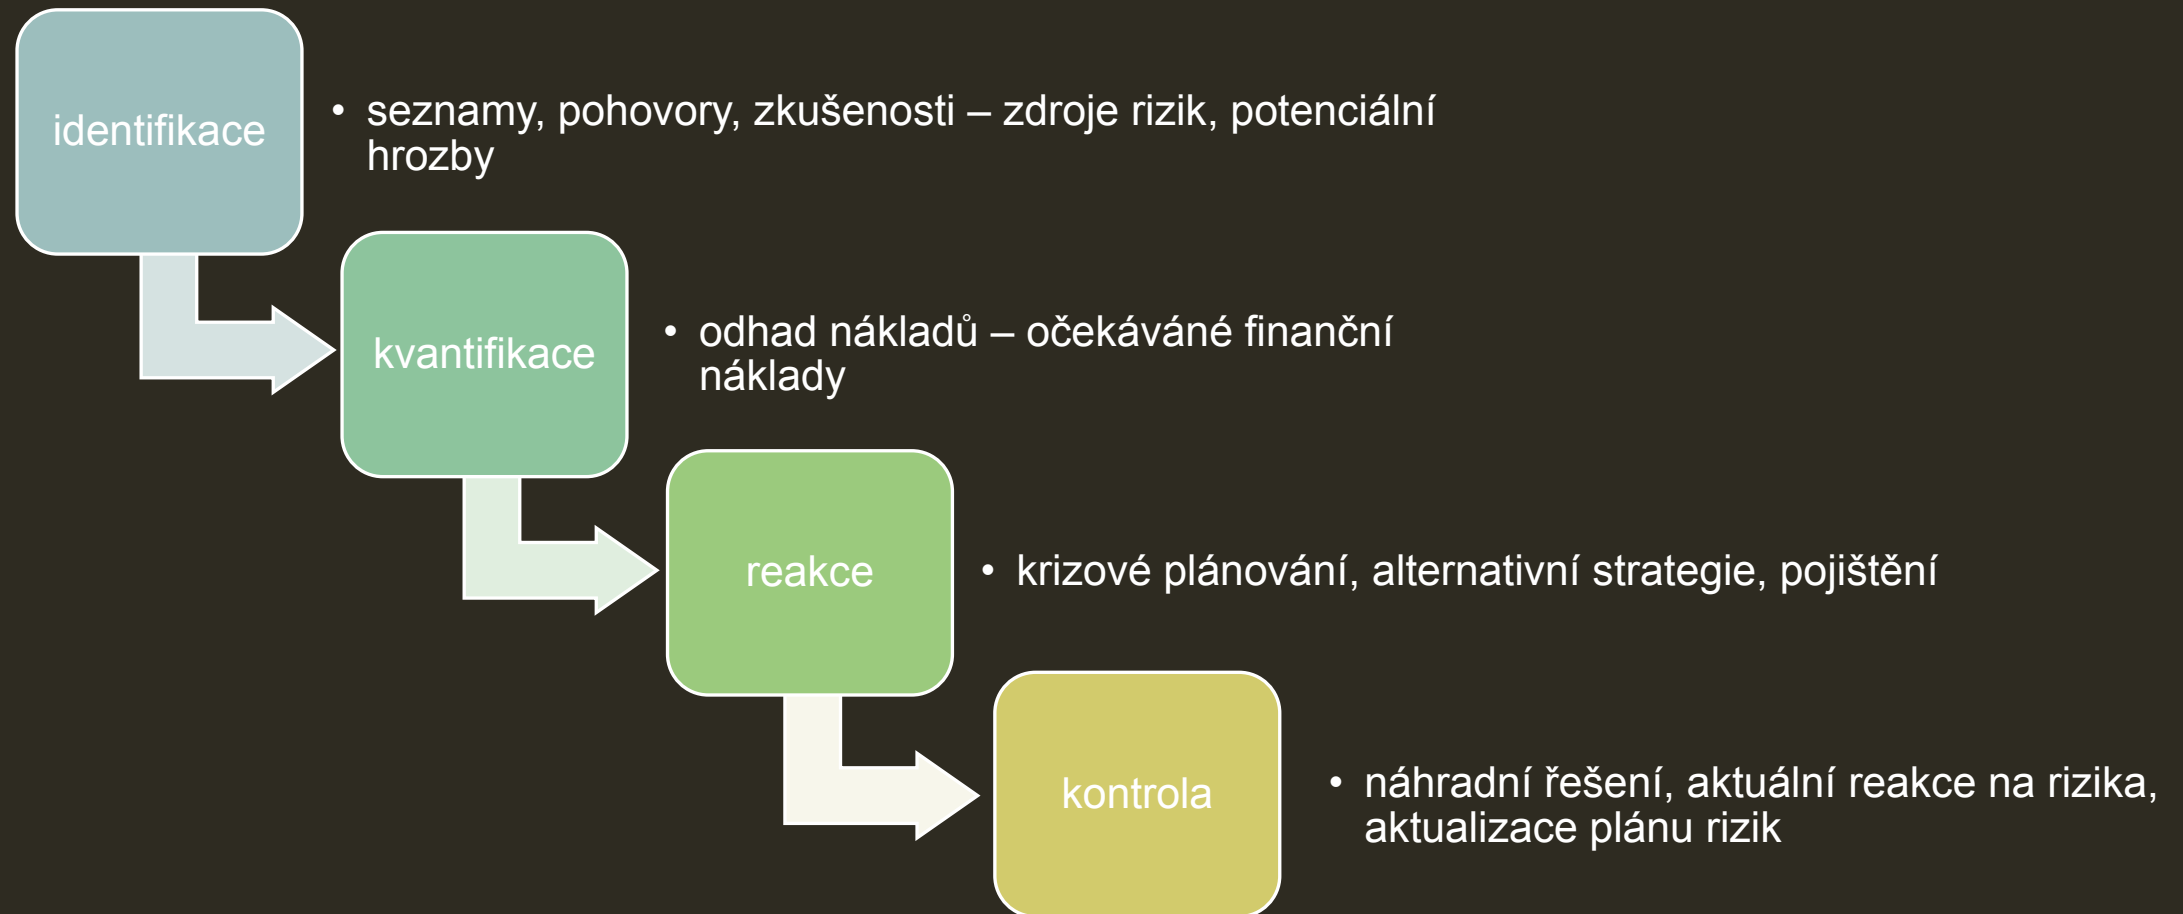 identifikace
• seznamy, pohovory, zkušenosti – zdroje rizik, potenciální
hrozby
kvantifikace
• odhad nákladů – očekáváné finanční
náklady
reakce
• krizové plánování, alternativní strategie, pojištění
kontrola
• náhradní řešení, aktuální reakce na rizika,
aktualizace plánu rizik